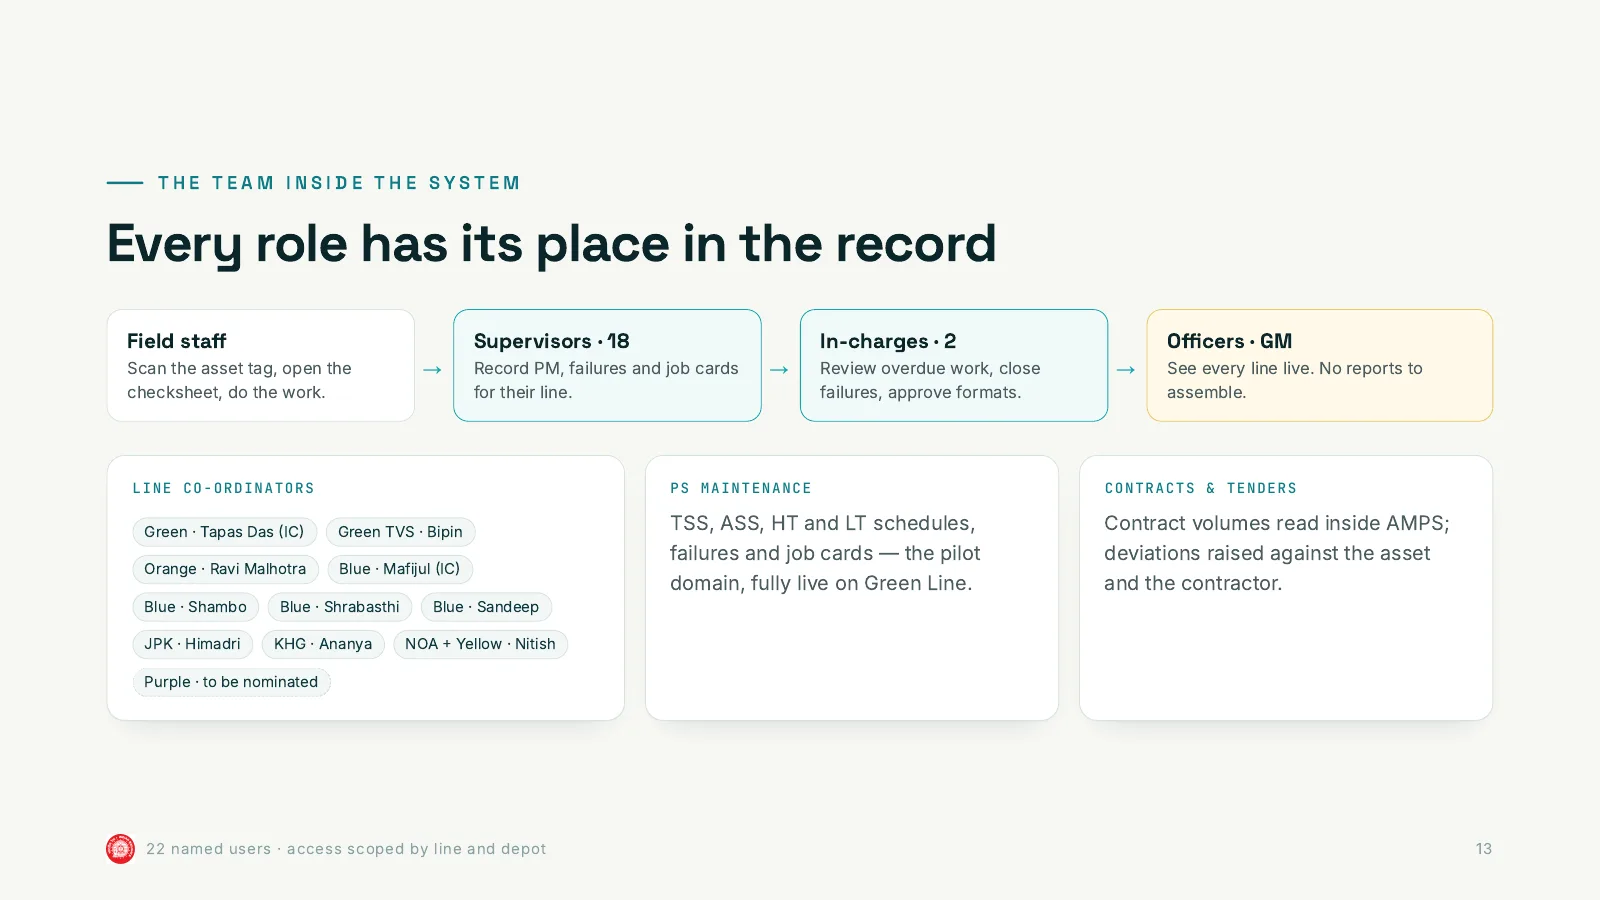 THE TEAM INSIDE THE SYSTEM
Every role has its place in the record
Field staff
Scan the asset tag, open the
checksheet, do the work.
→
Supervisors · 18
Record PM, failures and job cards
for their line.
→
In-charges · 2
Review overdue work, close
failures, approve formats.
→
Officers · GM
See every line live. No reports to
assemble.
LINE CO-ORDINATORS
Green · Tapas Das (IC)
Green TVS · Bipin
Orange · Ravi Malhotra
Blue · Mafijul (IC)
Blue · Shambo
Blue · Shrabasthi
Blue · Sandeep
JPK · Himadri
KHG · Ananya
NOA + Yellow · Nitish
Purple · to be nominated
PS MAINTENANCE
TSS, ASS, HT and LT schedules,
failures and job cards — the pilot
domain, fully live on Green Line.
CONTRACTS & TENDERS
Contract volumes read inside AMPS;
deviations raised against the asset
and the contractor.
22 named users · access scoped by line and depot
13